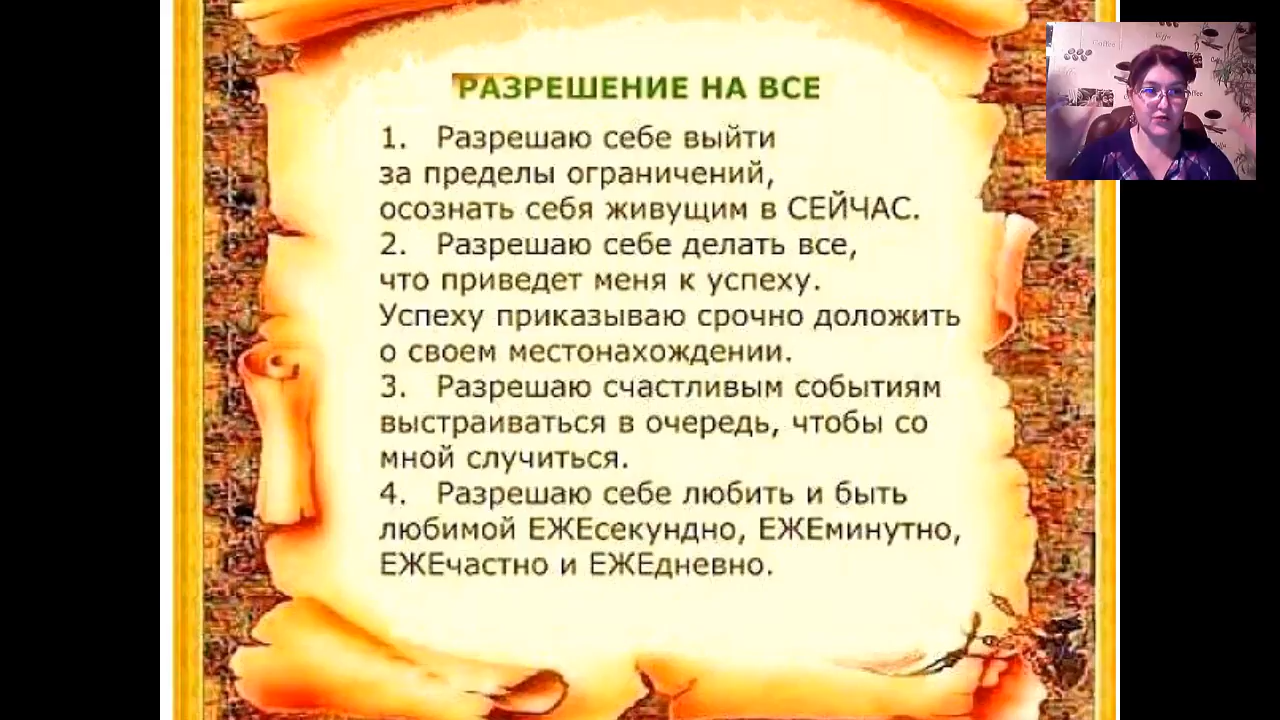 РАЗРЕШЕНИЕ НА ВСЕ
1. Разрешаю себе выйти
за пределы ограничений,
осознать себя живущим в СЕЙЧАС.
2. Разрешаю себе делать все,
что приведет меня к успеху.
Успеху приказываю срочно доложить
о своем местонахождении.
3. Разрешаю счастливым событиям
выстраиваться в очередь, чтобы со
мной случиться.
4. Разрешаю себе любить и быть
любимой ЕЖЕсекундно, ЕЖЕминутно,
ЕЖЕчастно и ЕЖЕдневно.
Coffee